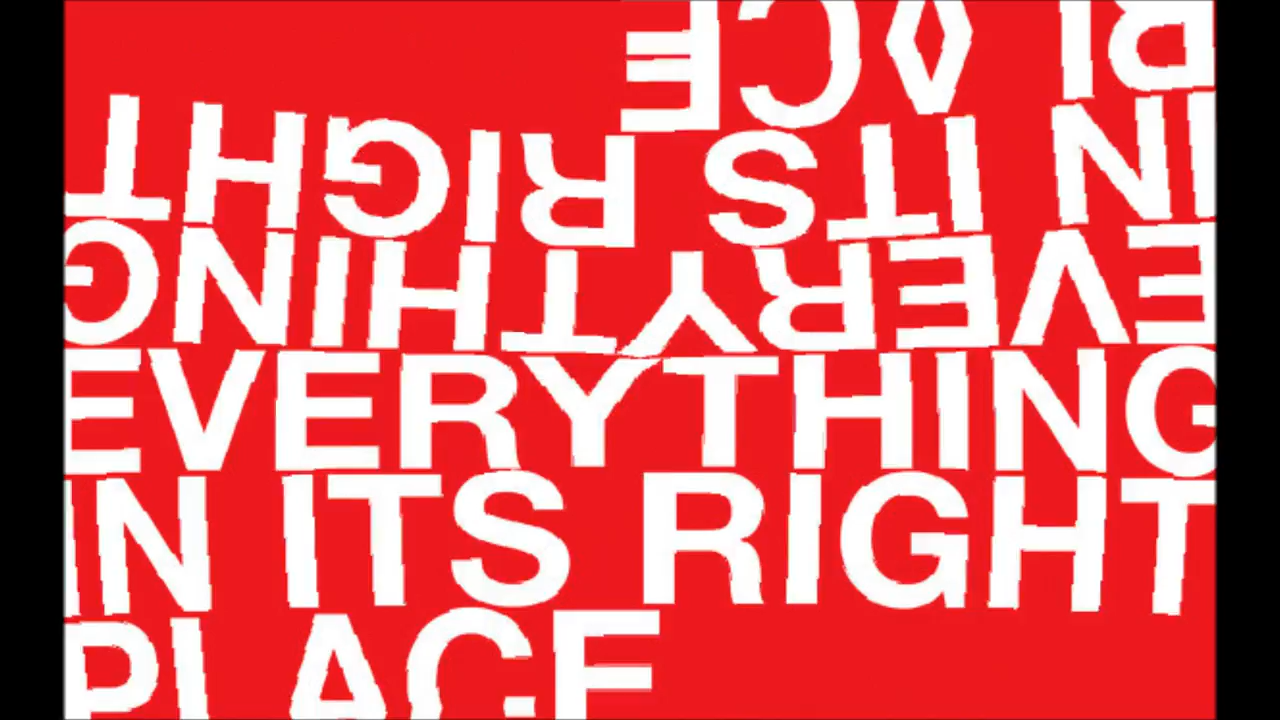 PLACE
IN ITS RIGHT
EVERYTHING
EVERYTHING
IN ITS RIGHT
PLACE